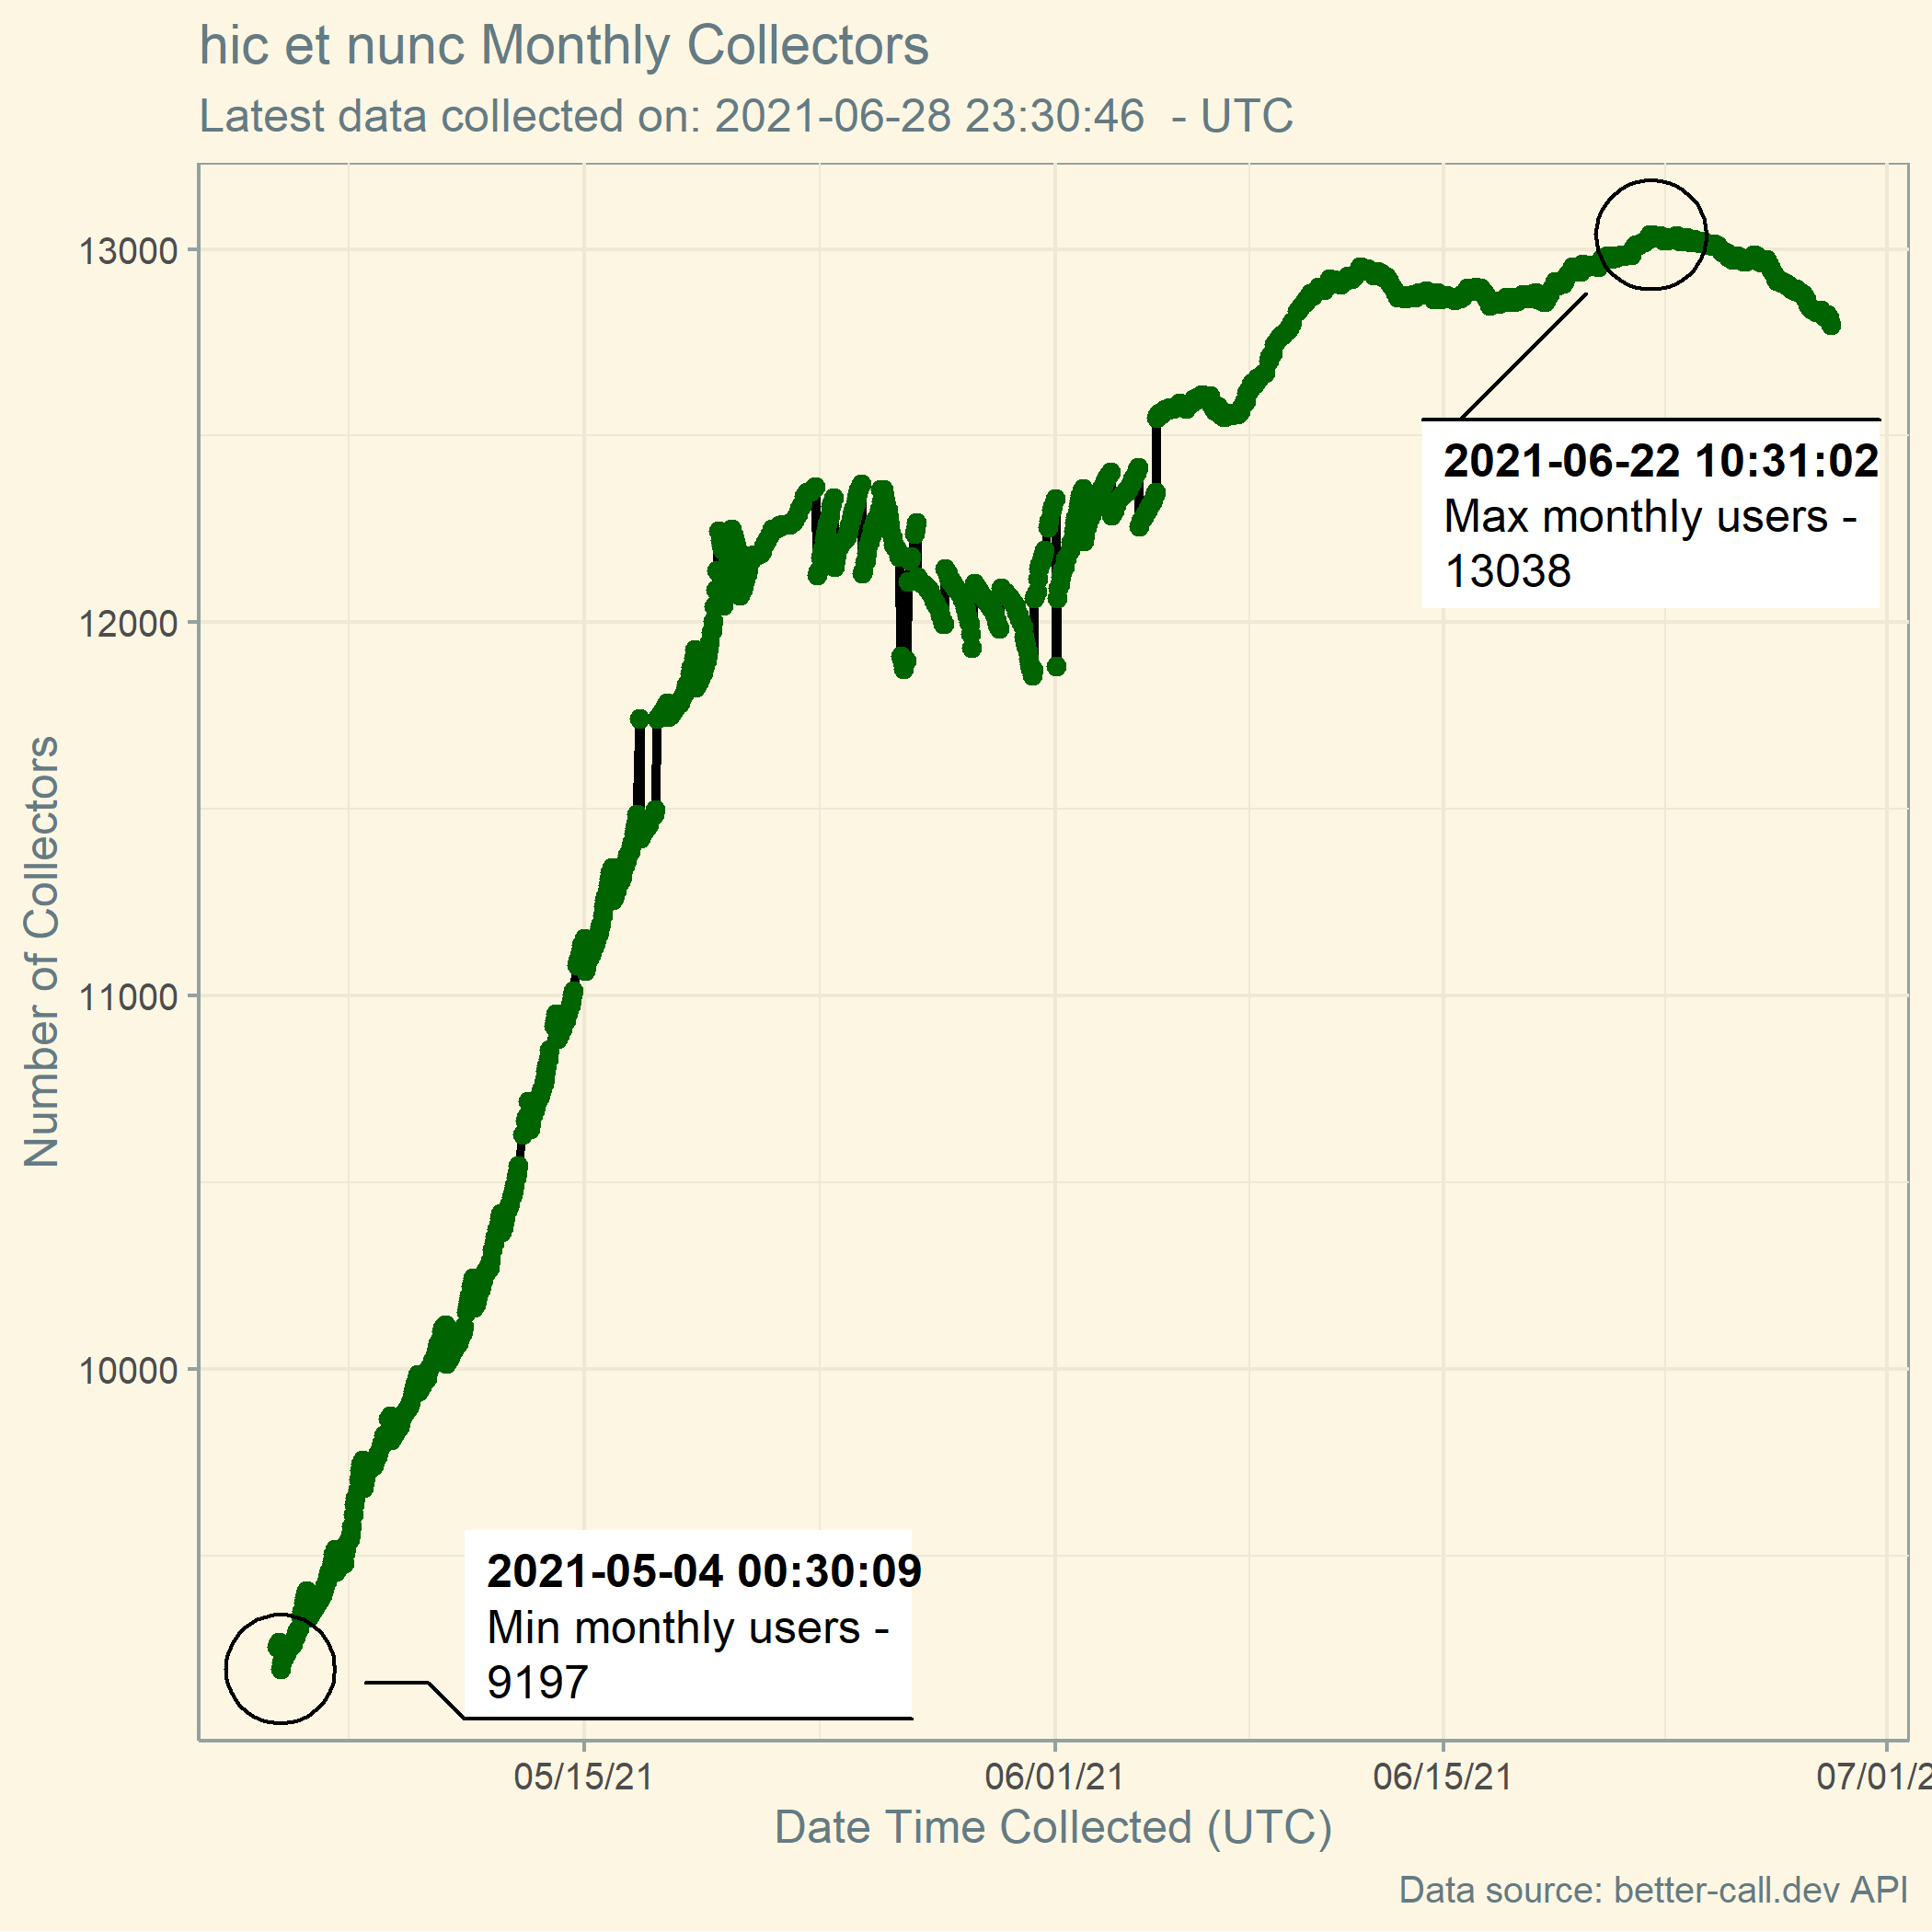 hic et nunc Monthly Collectors
Latest data collected on: 2021-06-28 23:30:46  - UTC
Number of Collectors
13000
12000
11000
10000
2021-06-22 10:31:02
Max monthly users -
13038
2021-05-04 00:30:09
Min monthly users -
9197
05/15/21
06/01/21
06/15/21
07/01/2
Date Time Collected (UTC)
Data source: better-call.dev API